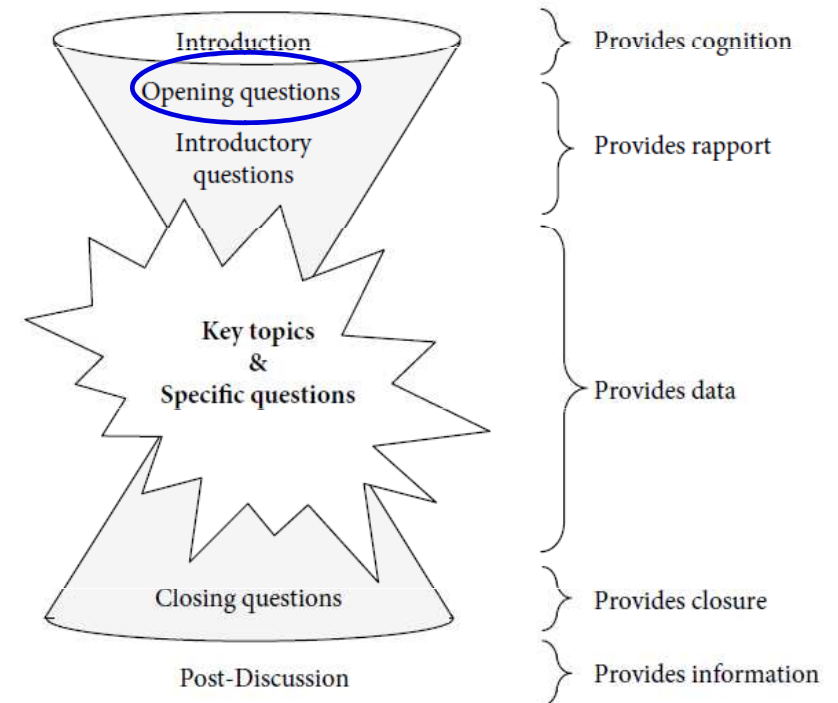 Introduction
Provides cognition
Opening questions
Introductory
questions
Provides rapport
Key topics
&
Specific questions
Provides data
Closing questions
Provides closure
Post-Discussion
Provides information